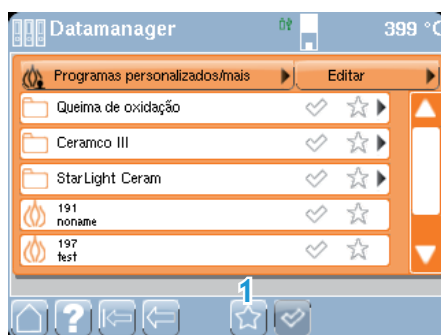 Datamanager 399 °C
Programas personalizados/mais Editar
Queima de oxidação
Ceramco III
StarLight Ceram
191
noname
197
test
1
?